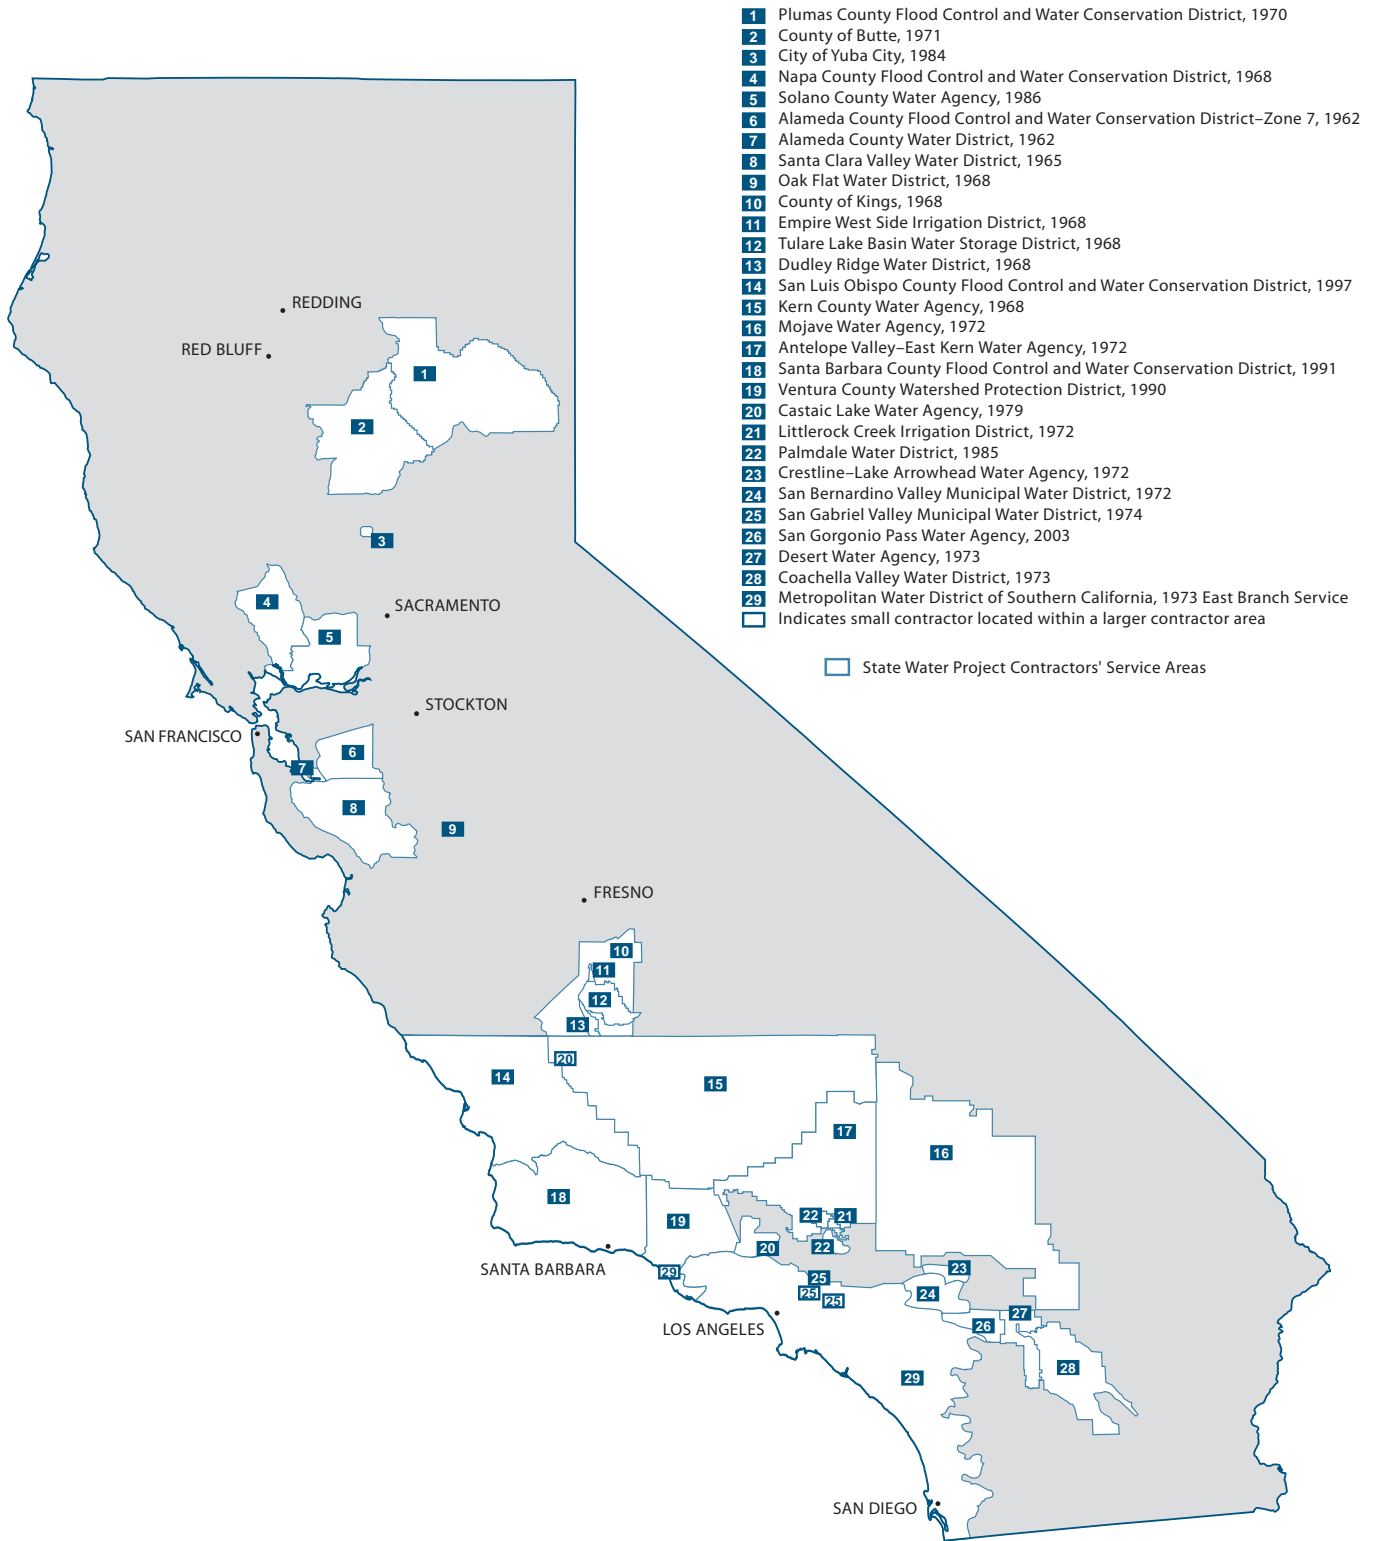 1 Plumas County Flood Control and Water Conservation District, 1970
2 County of Butte, 1971
3 City of Yuba City, 1984
4 Napa County Flood Control and Water Conservation District, 1968
5 Solano County Water Agency, 1986
6 Alameda County Flood Control and Water Conservation District–Zone 7, 1962
7 Alameda County Water District, 1962
8 Santa Clara Valley Water District, 1965
9 Oak Flat Water District, 1968
10 County of Kings, 1968
11 Empire West Side Irrigation District, 1968
12 Tulare Lake Basin Water Storage District, 1968
13 Dudley Ridge Water District, 1968
14 San Luis Obispo County Flood Control and Water Conservation District, 1997
15 Kern County Water Agency, 1968
16 Mojave Water Agency, 1972
17 Antelope Valley–East Kern Water Agency, 1972
18 Santa Barbara County Flood Control and Water Conservation District, 1991
19 Ventura County Watershed Protection District, 1990
20 Castaic Lake Water Agency, 1979
21 Littlerock Creek Irrigation District, 1972
22 Palmdale Water District, 1985
23 Crestline–Lake Arrowhead Water Agency, 1972
24 San Bernardino Valley Municipal Water District, 1972
25 San Gabriel Valley Municipal Water District, 1974
26 San Gorgonio Pass Water Agency, 2003
27 Desert Water Agency, 1973
28 Coachella Valley Water District, 1973
29 Metropolitan Water District of Southern California, 1973 East Branch Service
Indicates small contractor located within a larger contractor area
State Water Project Contractors' Service Areas
REDDING
RED BLUFF
1
2
3
4
SACRAMENTO
5
STOCKTON
SAN FRANCISCO
6
7
8
9
FRESNO
10
11
12
13
20
14
15
17
16
18
19
22
21
20
22
SANTA BARBARA
29
23
25
25
25
24
LOS ANGELES
27
26
28
29
SAN DIEGO